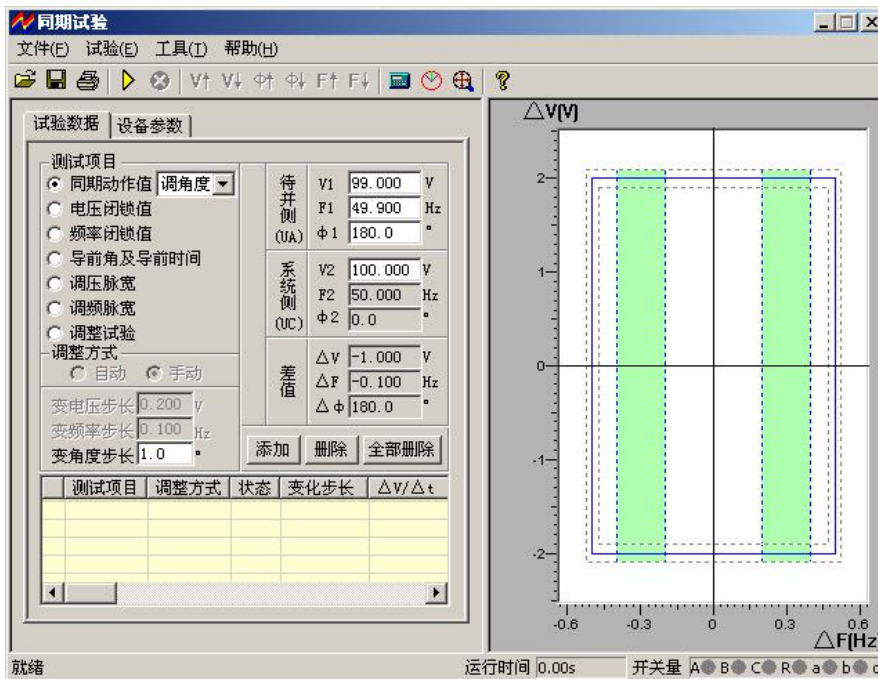 同期试验
文件(F) 试验(E) 工具(T) 帮助(H)
V↑ V↓ Φ↑ Φ↓ F↑ F↓
试验数据 设备参数
测试项目
同期动作值 调角度
电压闭锁值
频率闭锁值
导前角及导前时间
调压脉宽
调频脉宽
调整试验
调整方式
自动 手动
变电压步长 0.200 V
变频率步长 0.100 Hz
变角度步长 1.0 °
待并侧(UA)
V1 99.000 V
F1 49.900 Hz
Φ1 180.0 °
系统侧(UC)
V2 100.000 V
F2 50.000 Hz
Φ2 0.0 °
差值
△V -1.000 V
△F -0.100 Hz
△Φ 180.0 °
添加 删除 全部删除
测试项目 调整方式 状态 变化步长 △V/△t
△V(V)
2
1
0
-1
-2
-0.6 -0.3 0 0.3 0.6
△F(Hz
就绪 运行时间 0.00s 开关量 A B C R a b c